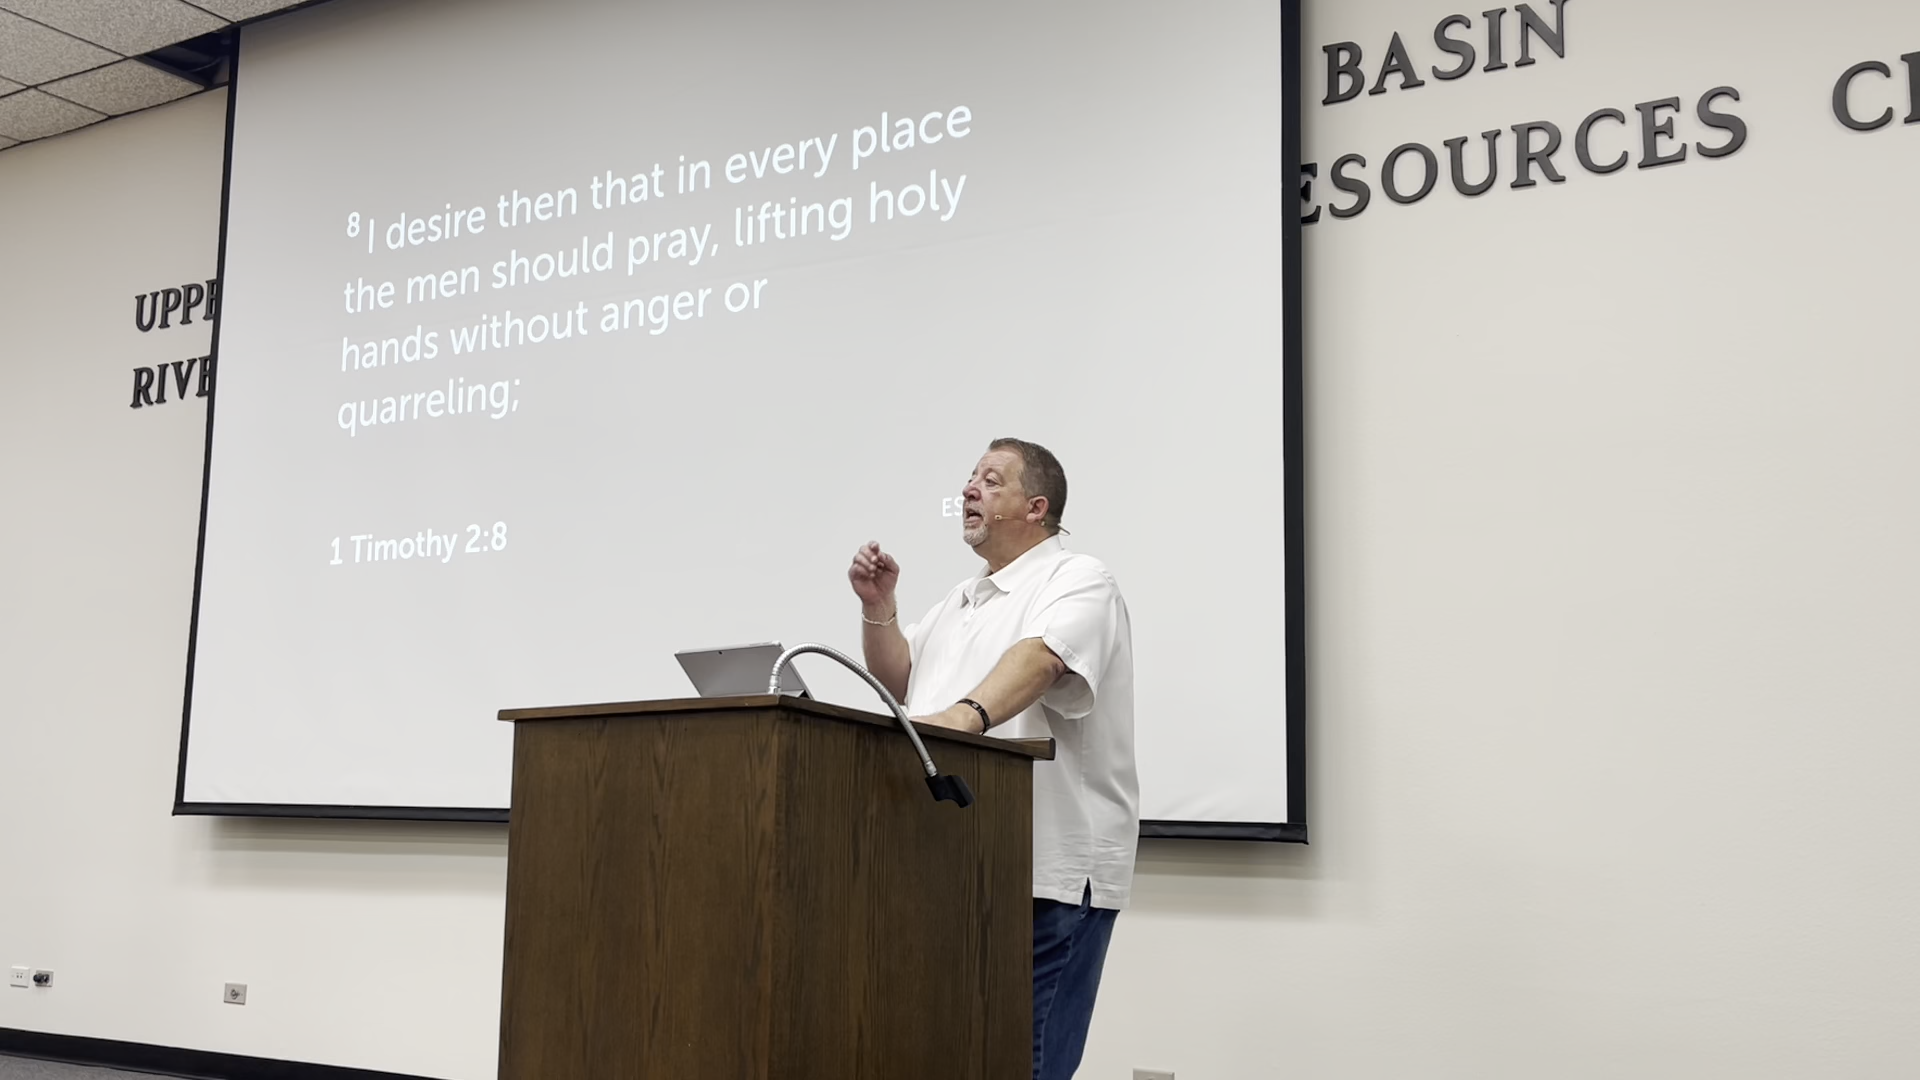 BASIN
ESOURCES
UPPE
RIVE
8 I desire then that in every place
the men should pray, lifting holy
hands without anger or
quarreling;
ES
1 Timothy 2:8